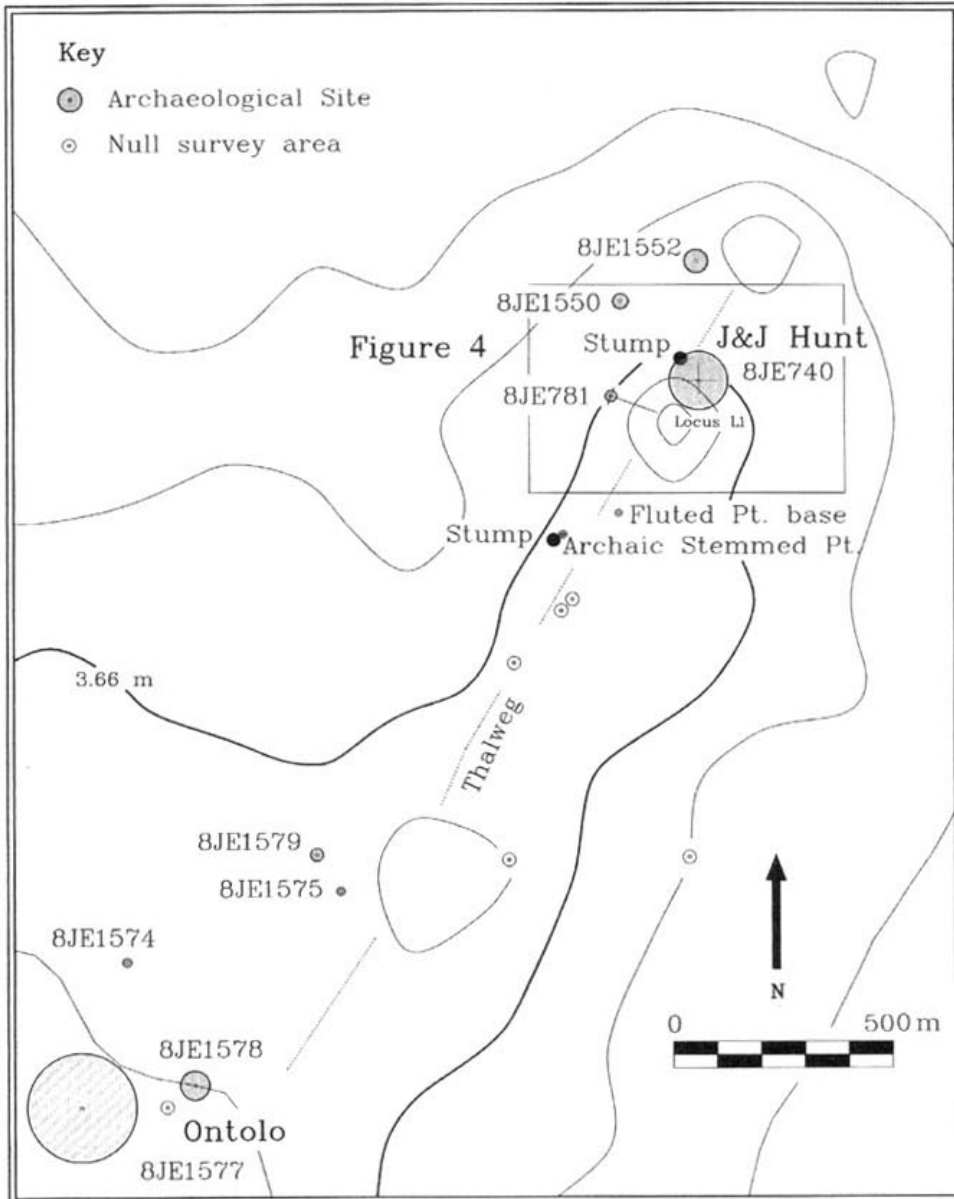 Key
Archaeological Site
Null survey area
8JE1552
8JE1550
Figure 4
Stump
J&J Hunt
8JE740
8JE781
Locus L1
Fluted Pt. base
Stump
Archaic Stemmed Pt.
3.66 m
Thalweg
8JE1579
8JE1575
8JE1574
N
0 500 m
8JE1578
Ontolo
8JE1577